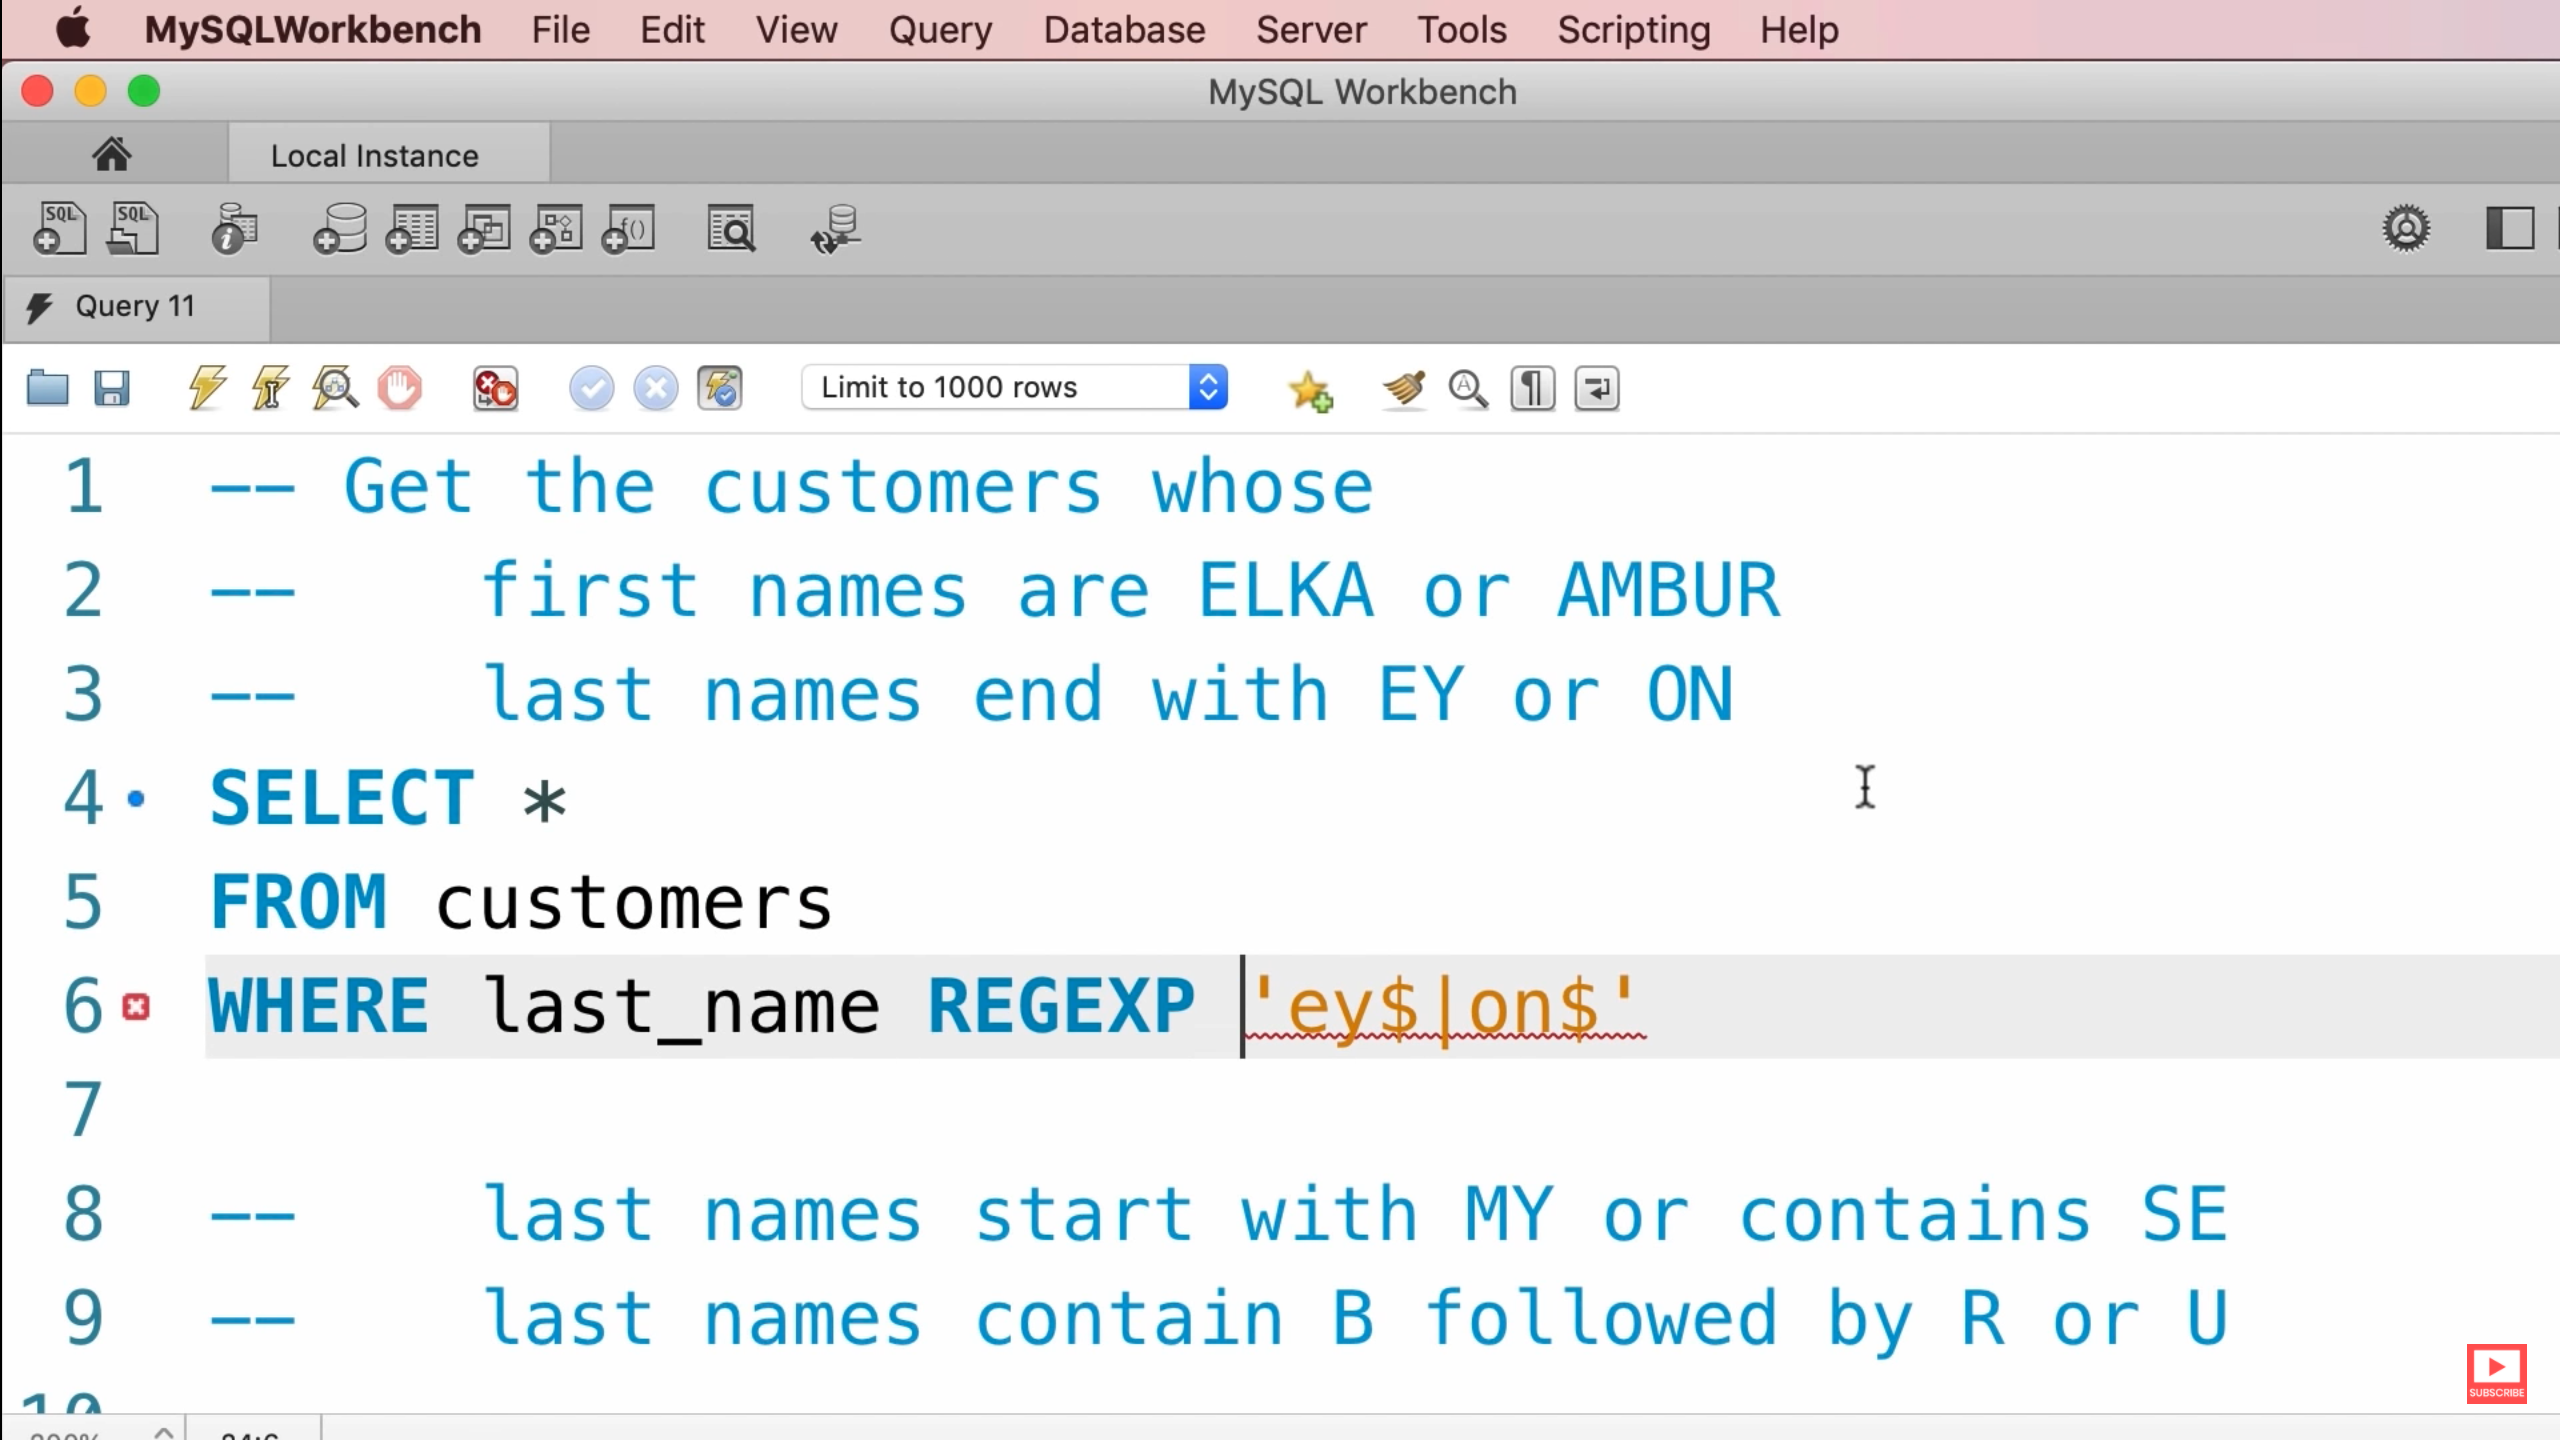 MySQLWorkbench File Edit View Query Database Server Tools Scripting Help
MySQL Workbench
Local Instance
SQL SQL
Query 11
Limit to 1000 rows
1 -- Get the customers whose
2 --    first names are ELKA or AMBUR
3 --    last names end with EY or ON
4 SELECT *
5 FROM customers
6 WHERE last_name REGEXP 'ey$|on$'
7
8 --    last names start with MY or contains SE
9 --    last names contain B followed by R or U
10
SUBSCRIBE